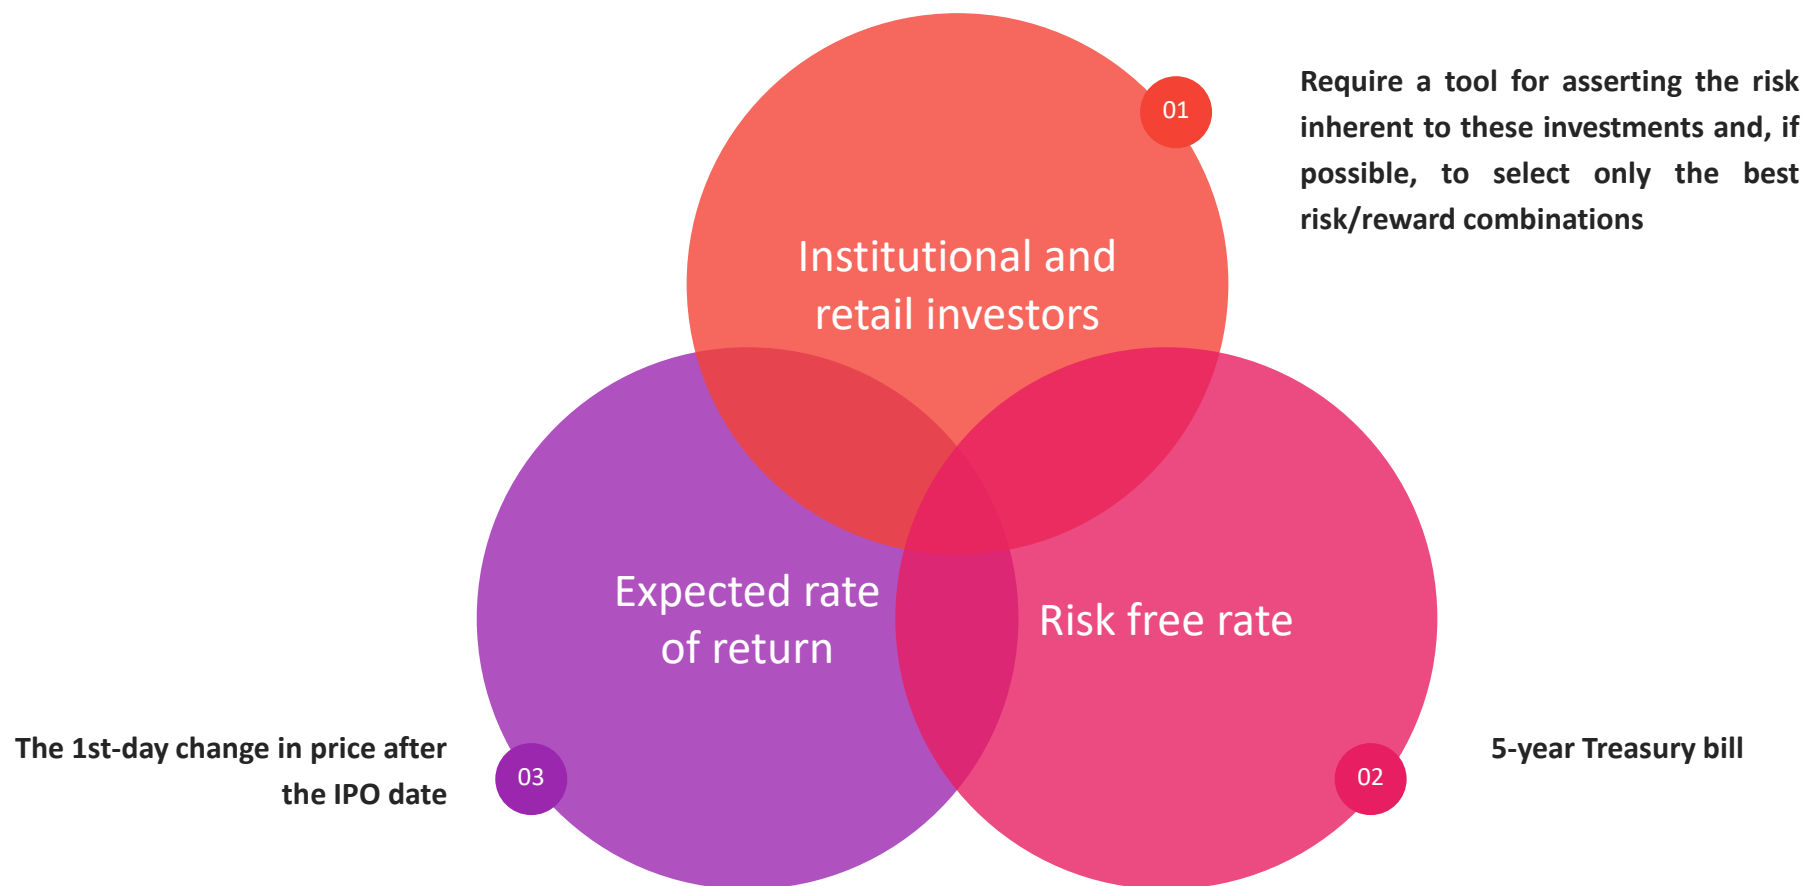 01
Require a tool for asserting the risk
inherent to these investments and, if
possible, to select only the best
risk/reward combinations
Institutional and
retail investors
Expected rate
of return
Risk free rate
The 1st-day change in price after
the IPO date
03
02
5-year Treasury bill